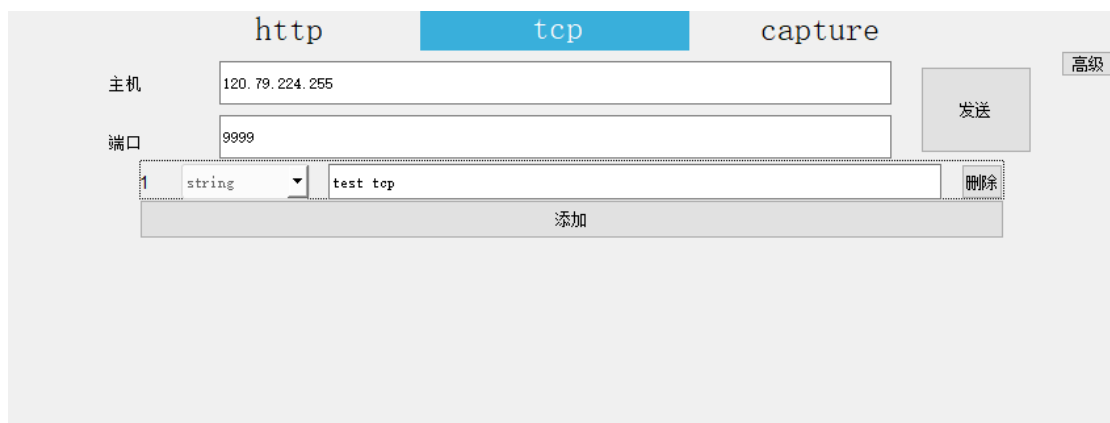 http tcp capture
高级
主机 120.79.224.255
发送
端口 9999
1 string test tcp 删除
添加